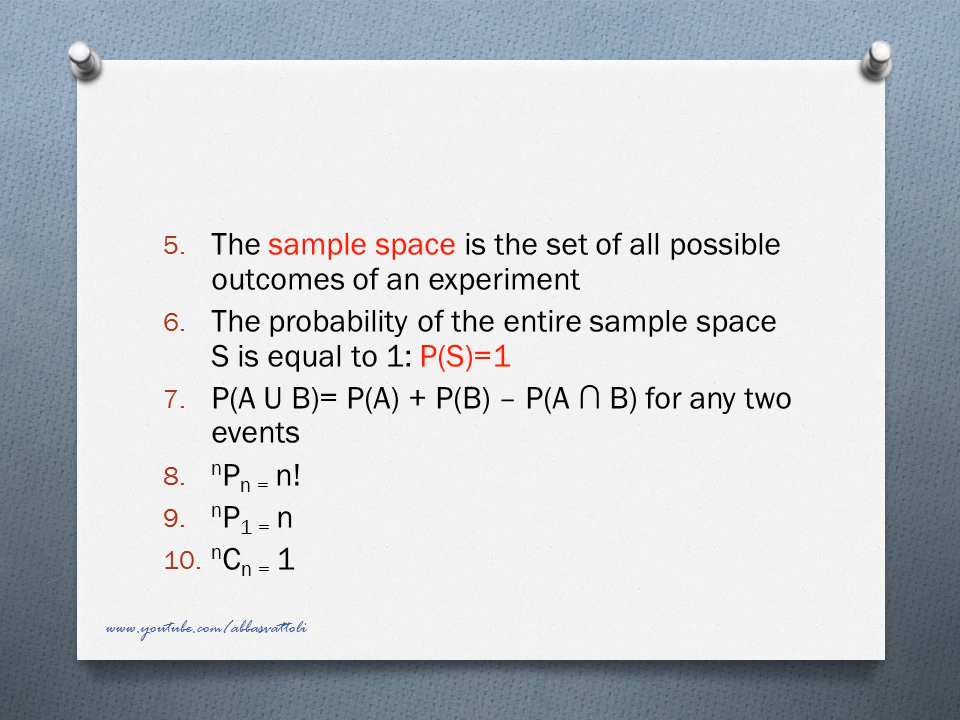 5. The sample space is the set of all possible
outcomes of an experiment
6. The probability of the entire sample space
S is equal to 1: P(S)=1
7. P(A U B)= P(A) + P(B) – P(A ∩ B) for any two
events
8. ⁿPₙ ₌ n!
9. ⁿP₁ ₌ n
10. ⁿCₙ ₌ 1
www.youtube.com/abbasvattoli